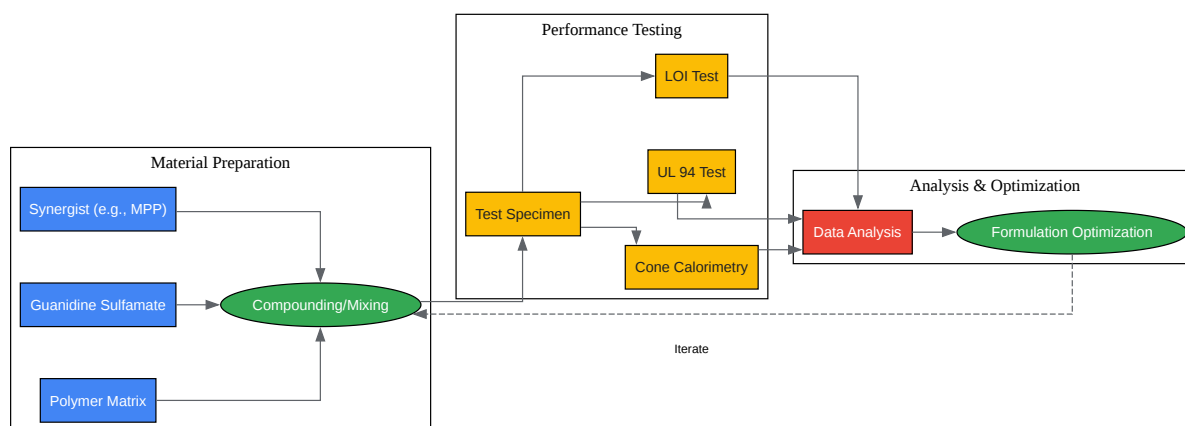 Performance Testing
LOI Test
Material Preparation
UL 94 Test
Analysis & Optimization
Synergist (e.g., MPP)
Test Specimen
Data Analysis
Formulation Optimization
Cone Calorimetry
Guanidine Sulfamate
Compounding/Mixing
Iterate
Polymer Matrix